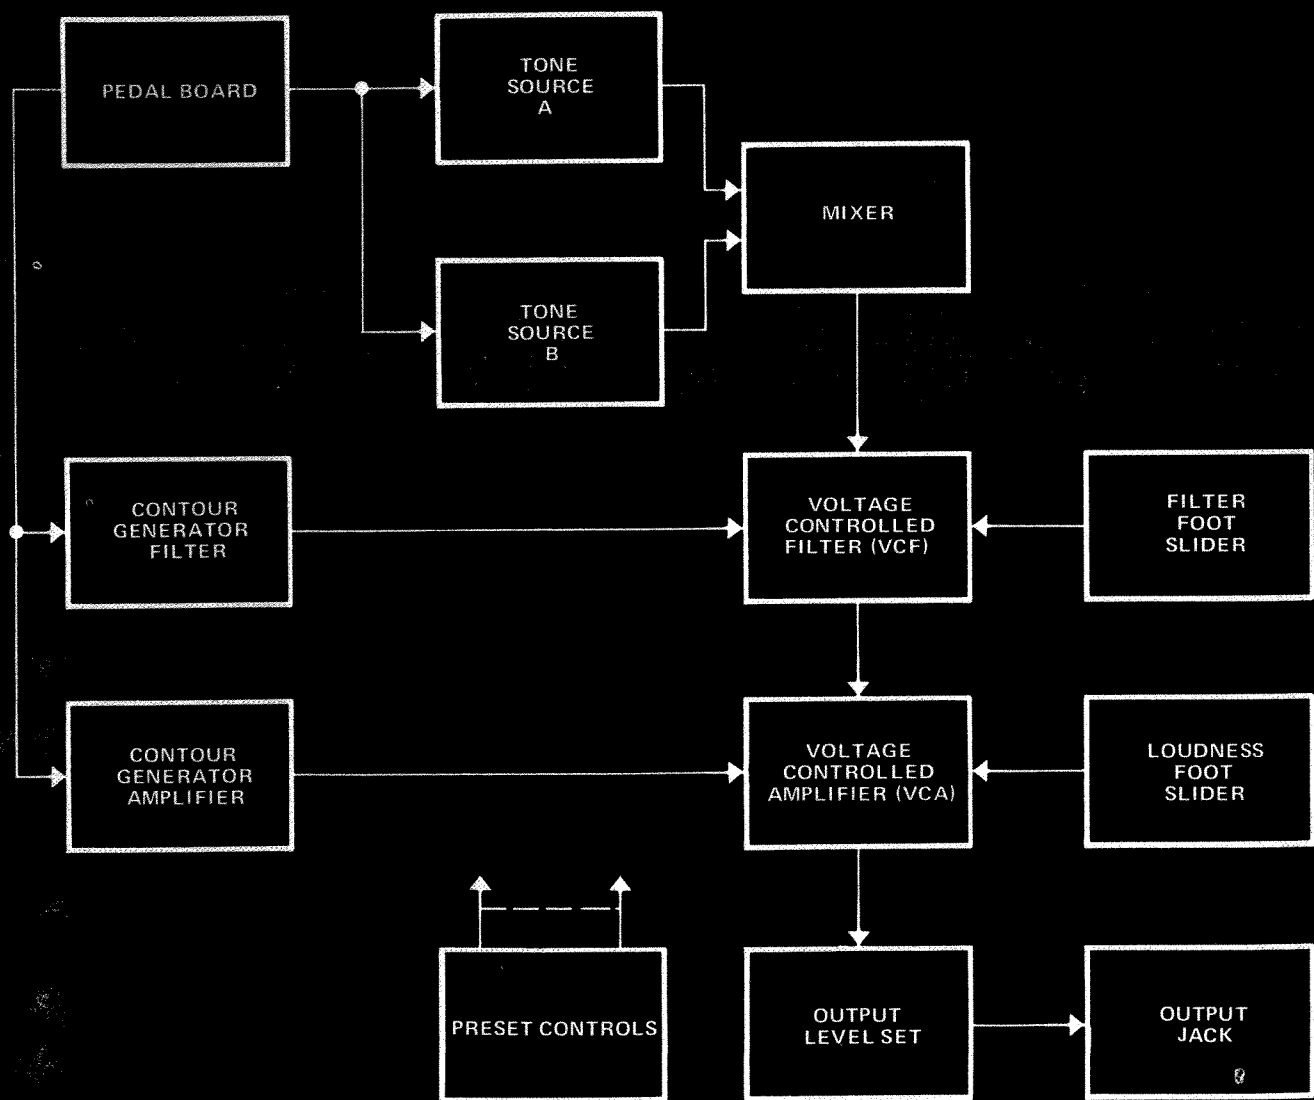 PEDAL BOARD
TONE
SOURCE
A
MIXER
TONE
SOURCE
B
CONTOUR
GENERATOR
FILTER
VOLTAGE
CONTROLLED
FILTER (VCF)
FILTER
FOOT
SLIDER
CONTOUR
GENERATOR
AMPLIFIER
VOLTAGE
CONTROLLED
AMPLIFIER (VCA)
LOUDNESS
FOOT
SLIDER
PRESET CONTROLS
OUTPUT
LEVEL SET
OUTPUT
JACK